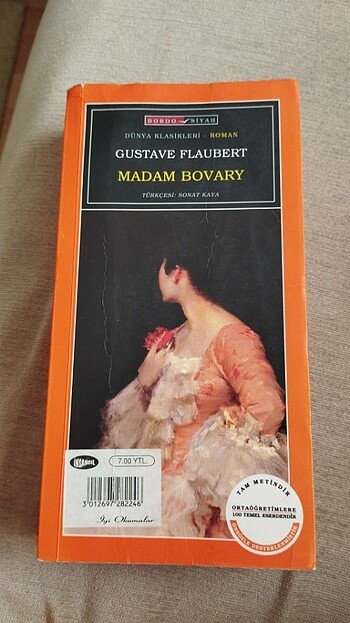 BORDO SİYAH
DÜNYA KLASİKLERİ - ROMAN
GUSTAVE FLAUBERT
MADAM BOVARY
TÜRKÇESİ: SONAT KAYA
7.00 YTL.
3012697282246
İyi Okumalar
TAM METİNDİR
ORTAÖĞRETİMLERE
100 TEMEL ESERDENDİR